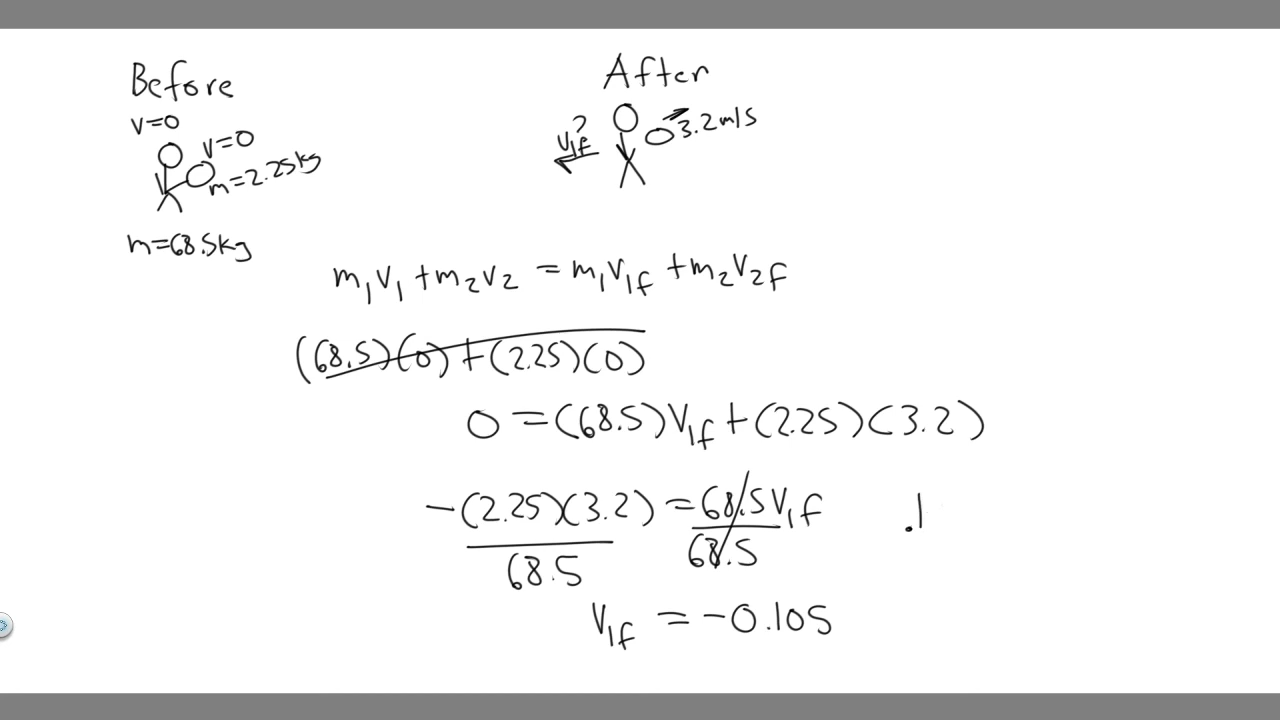 Before
v=0
v=0
m=2.25kg
m=68.5kg
After
?
v1f
3.2m/s
m₁v₁+m₂v₂ = m₁v₁f +m₂v₂f
(68.5)(0)+(2.25)(0)
0=(68.5)v₁f+(2.25)(3.2)
-(2.25)(3.2)=68.5v₁f
68.5 68.5
.1
v₁f = -0.105